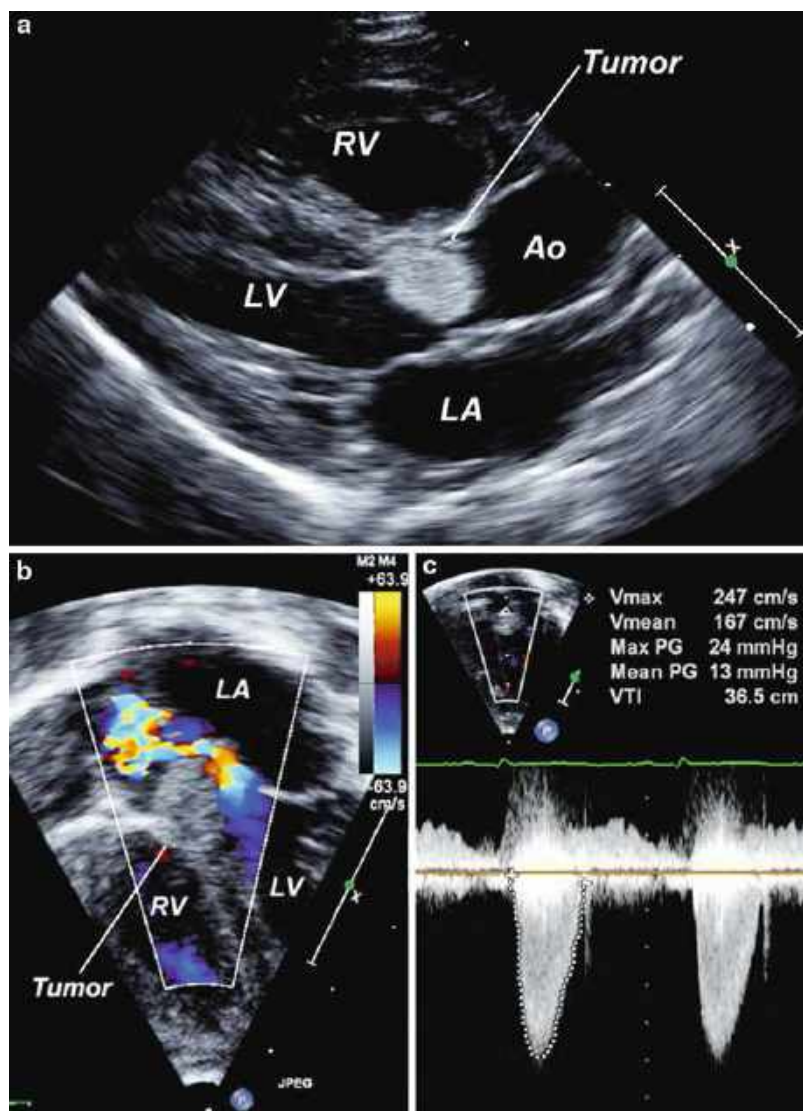 a
Tumor
RV
Ao
LV
LA
b
M2 M4
+63.9
-63.9
cm/s
LA
LV
RV
Tumor
JPEG
c
Vmax 247 cm/s
Vmean 167 cm/s
Max PG 24 mmHg
Mean PG 13 mmHg
VTI 36.5 cm